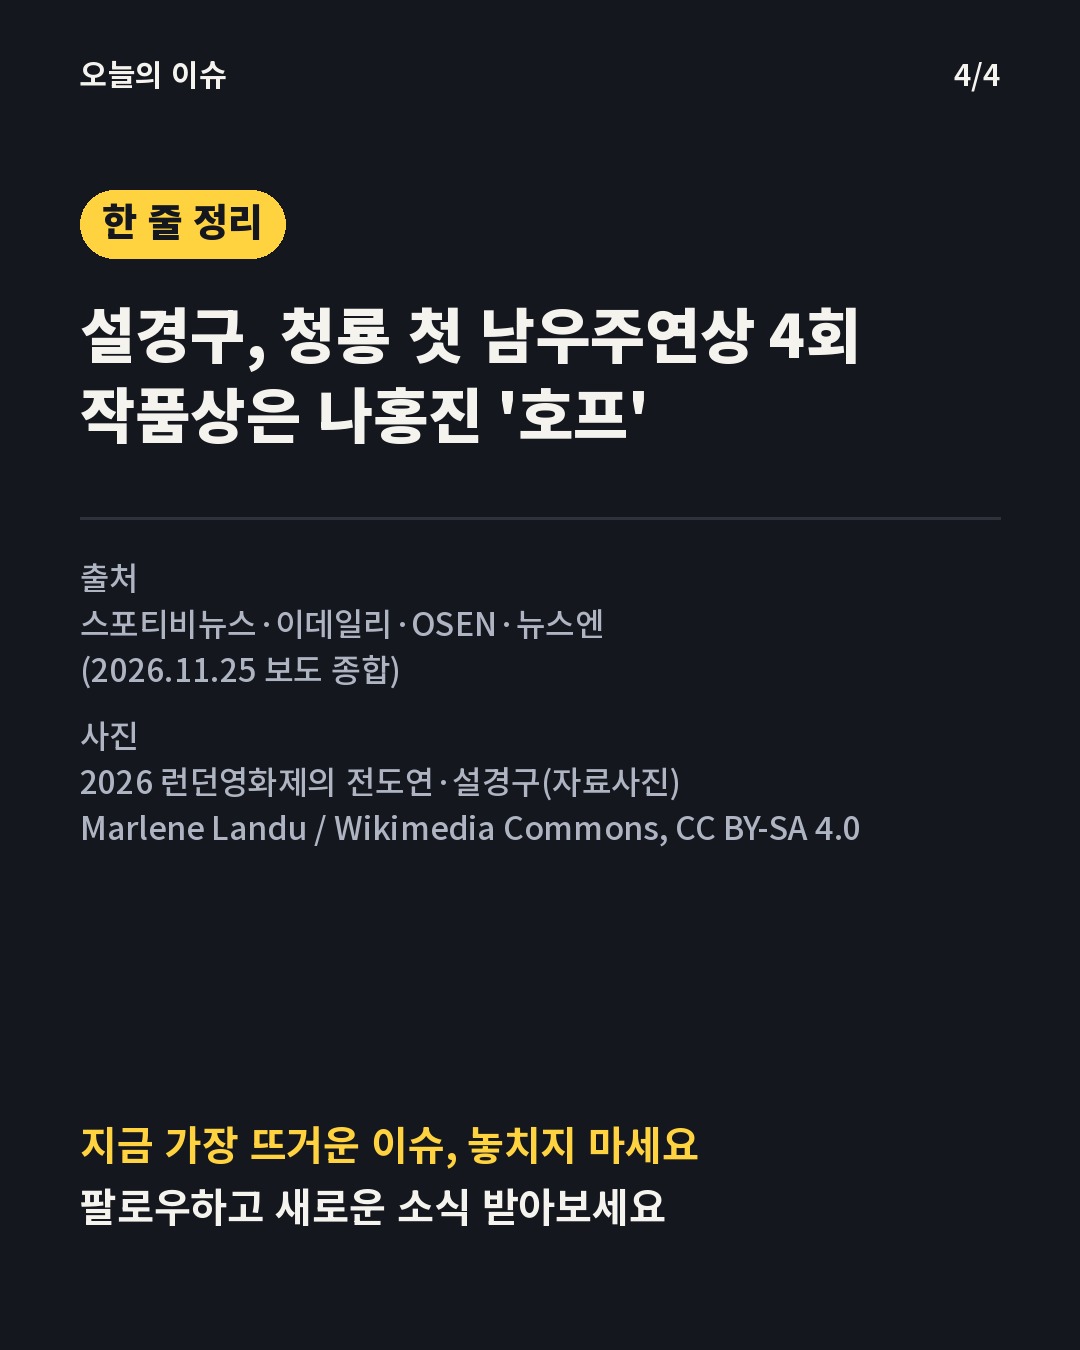 오늘의 이슈
4/4
한 줄 정리
설경구, 청룡 첫 남우주연상 4회
작품상은 나홍진 '호프'
출처
스포티비뉴스·이데일리·OSEN·뉴스엔
(2026.11.25 보도 종합)
사진
2026 런던영화제의 전도연·설경구(자료사진)
Marlene Landu / Wikimedia Commons, CC BY-SA 4.0
지금 가장 뜨거운 이슈, 놓치지 마세요
팔로우하고 새로운 소식 받아보세요